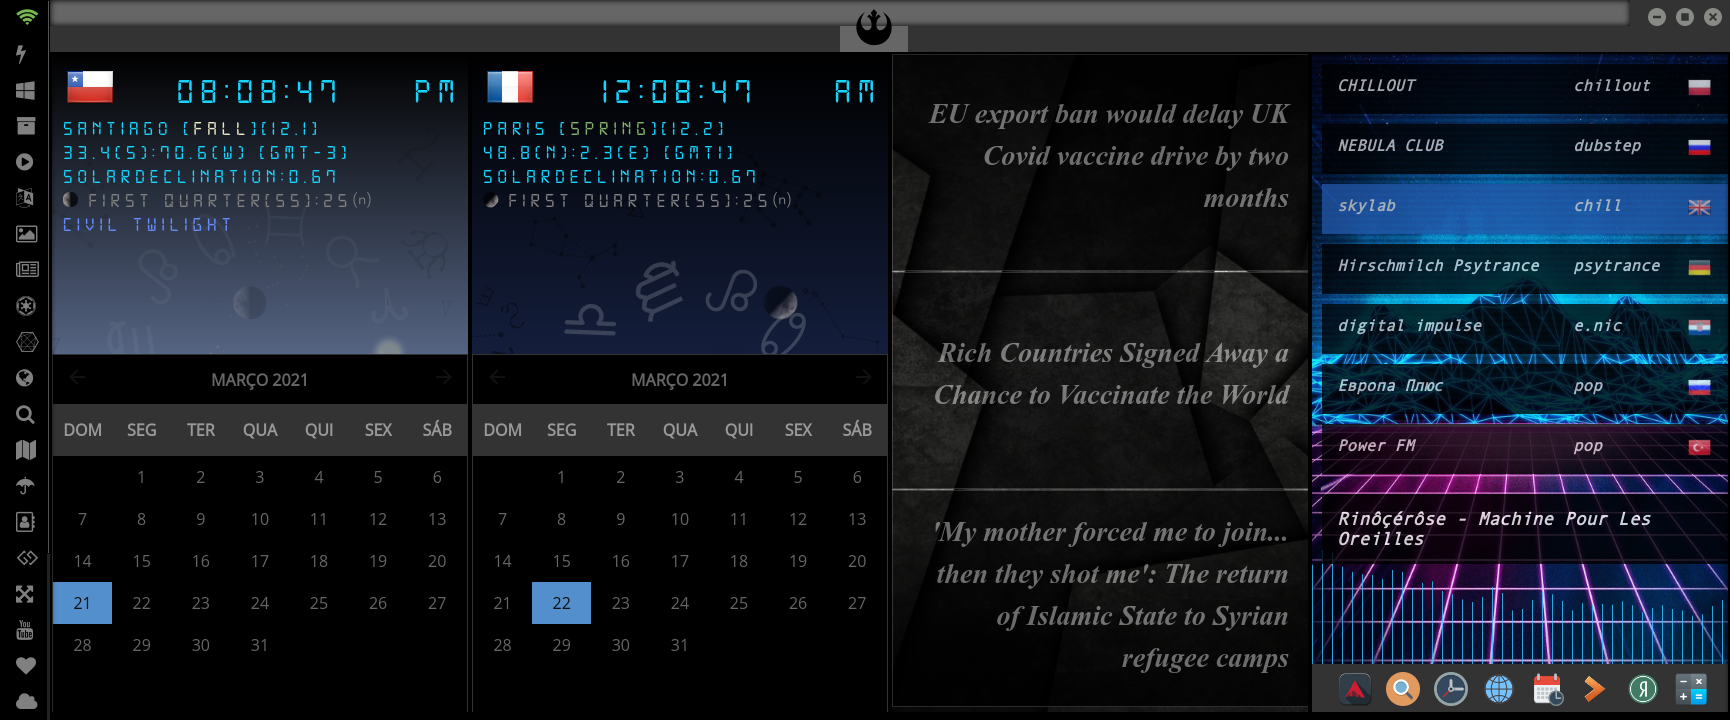 08:08:47 PM
SANTIAGO [FALL][12.1]
33.4(S):70.6(W) [GMT-3]
SOLARDECLINATION:0.67
FIRST QUARTER(55):25(n)
CIVIL TWILIGHT
MARÇO 2021
DOM SEG TER QUA QUI SEX SÁB
1 2 3 4 5 6
7 8 9 10 11 12 13
14 15 16 17 18 19 20
21 22 23 24 25 26 27
28 29 30 31
12:08:47 AM
PARIS [SPRING][12.2]
48.8(N):2.3(E) [GMT1]
SOLARDECLINATION:0.67
FIRST QUARTER(55):25(n)
MARÇO 2021
DOM SEG TER QUA QUI SEX SÁB
1 2 3 4 5 6
7 8 9 10 11 12 13
14 15 16 17 18 19 20
21 22 23 24 25 26 27
28 29 30 31
EU export ban would delay UK
Covid vaccine drive by two
months
Rich Countries Signed Away a
Chance to Vaccinate the World
'My mother forced me to join...
then they shot me': The return
of Islamic State to Syrian
refugee camps
CHILLOUT chillout
NEBULA CLUB dubstep
skylab chill
Hirschmilch Psytrance psytrance
digital impulse e.nic
Европа Плюс pop
Power FM pop
Rinôçérôse - Machine Pour Les
Oreilles
You
Tube
Я